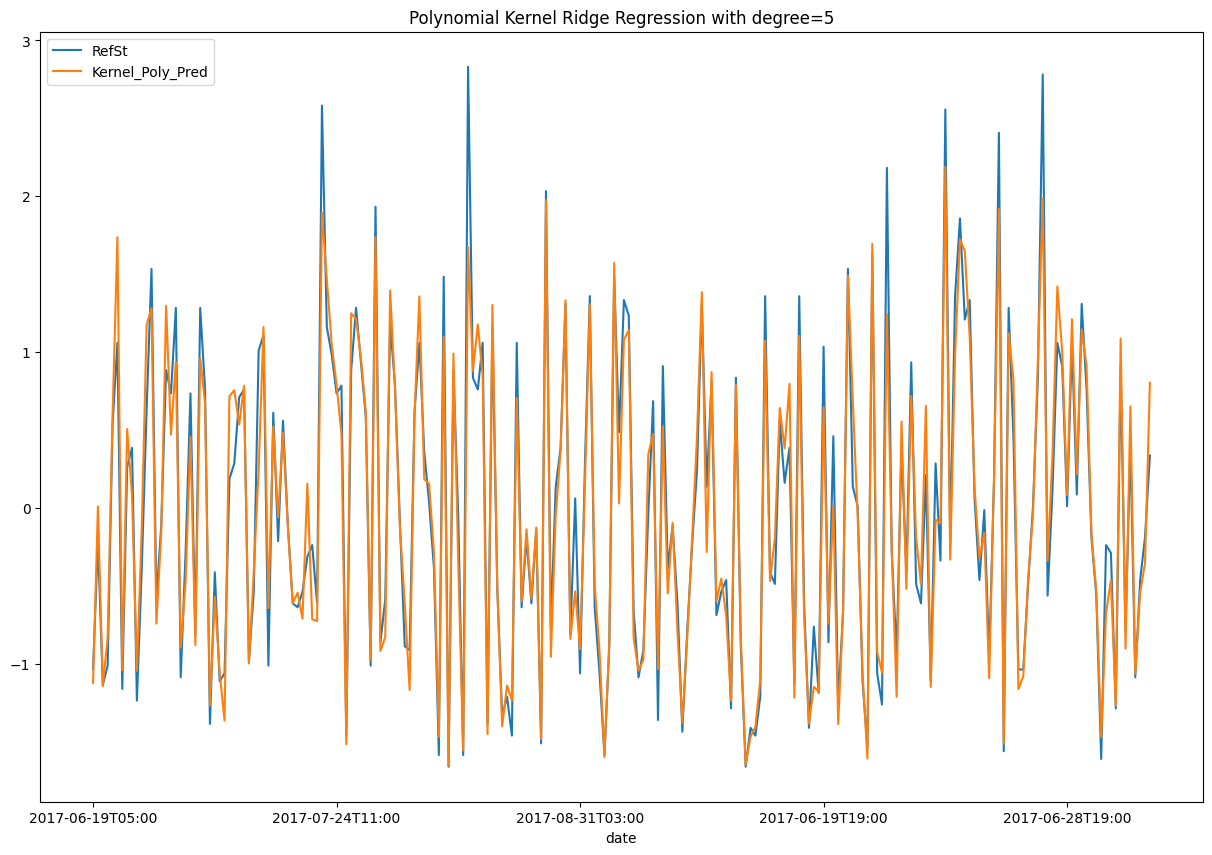 Polynomial Kernel Ridge Regression with degree=5
RefSt
Kernel_Poly_Pred
3
2
1
0
−1
2017-06-19T05:00 2017-07-24T11:00 2017-08-31T03:00 2017-06-19T19:00 2017-06-28T19:00
date